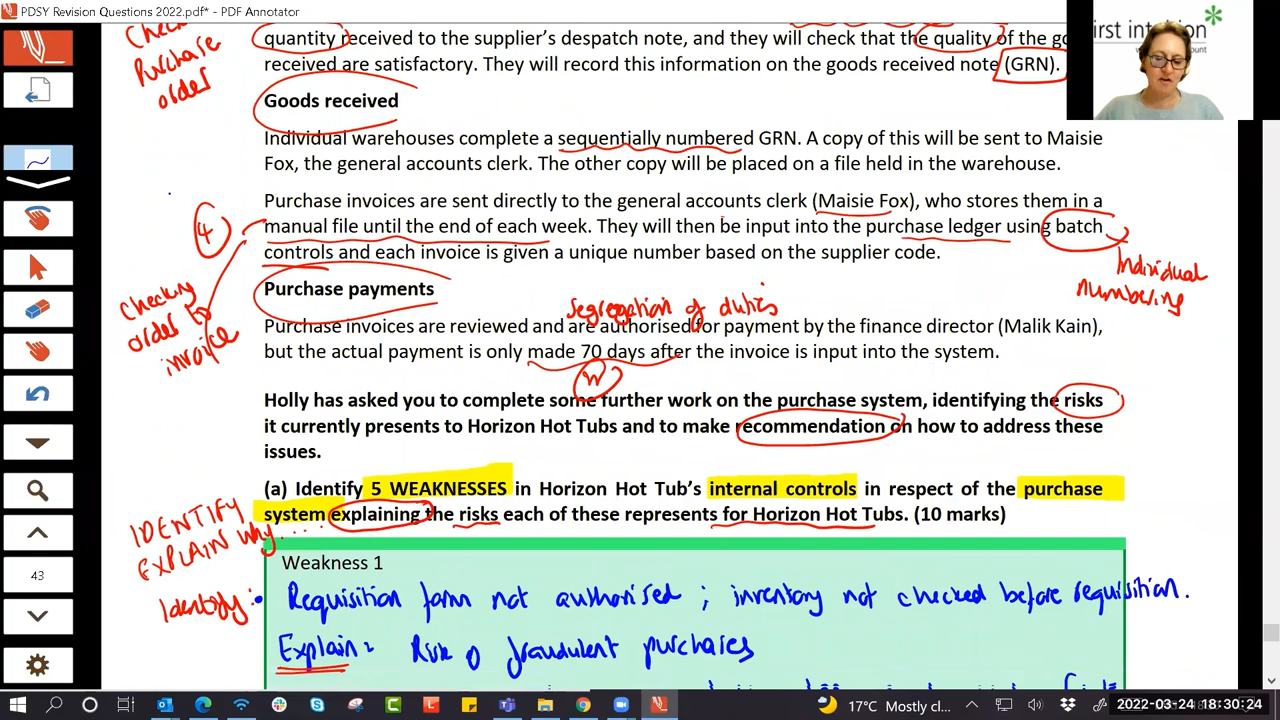 PDSY Revision Questions 2022.pdf* - PDF Annotator
first intuition
Purchase
order
quantity received to the supplier's despatch note, and they will check that the quality of the
received are satisfactory. They will record this information on the goods received note (GRN).
Goods received
Individual warehouses complete a sequentially numbered GRN. A copy of this will be sent to Maisie
Fox, the general accounts clerk. The other copy will be placed on a file held in the warehouse.
Purchase invoices are sent directly to the general accounts clerk (Maisie Fox), who stores them in a
manual file until the end of each week. They will then be input into the purchase ledger using batch
controls and each invoice is given a unique number based on the supplier code.
4
checking
order to
invoice
Individual
numbering
Purchase payments
Segregation of duties
Purchase invoices are reviewed and are authorised for payment by the finance director (Malik Kain),
but the actual payment is only made 70 days after the invoice is input into the system.
W
Holly has asked you to complete some further work on the purchase system, identifying the risks
it currently presents to Horizon Hot Tubs and to make recommendation on how to address these
issues.
(a) Identify 5 WEAKNESSES in Horizon Hot Tub's internal controls in respect of the purchase
system explaining the risks each of these represents for Horizon Hot Tubs. (10 marks)
IDENTIFY
EXPLAIN why....
Weakness 1
Identify:
• Requisition form not authorised ; inventory not checked before requisition.
Explain: Risk of fraudulent purchases
43
17°C Mostly cl...
2022-03-24 18:30:24